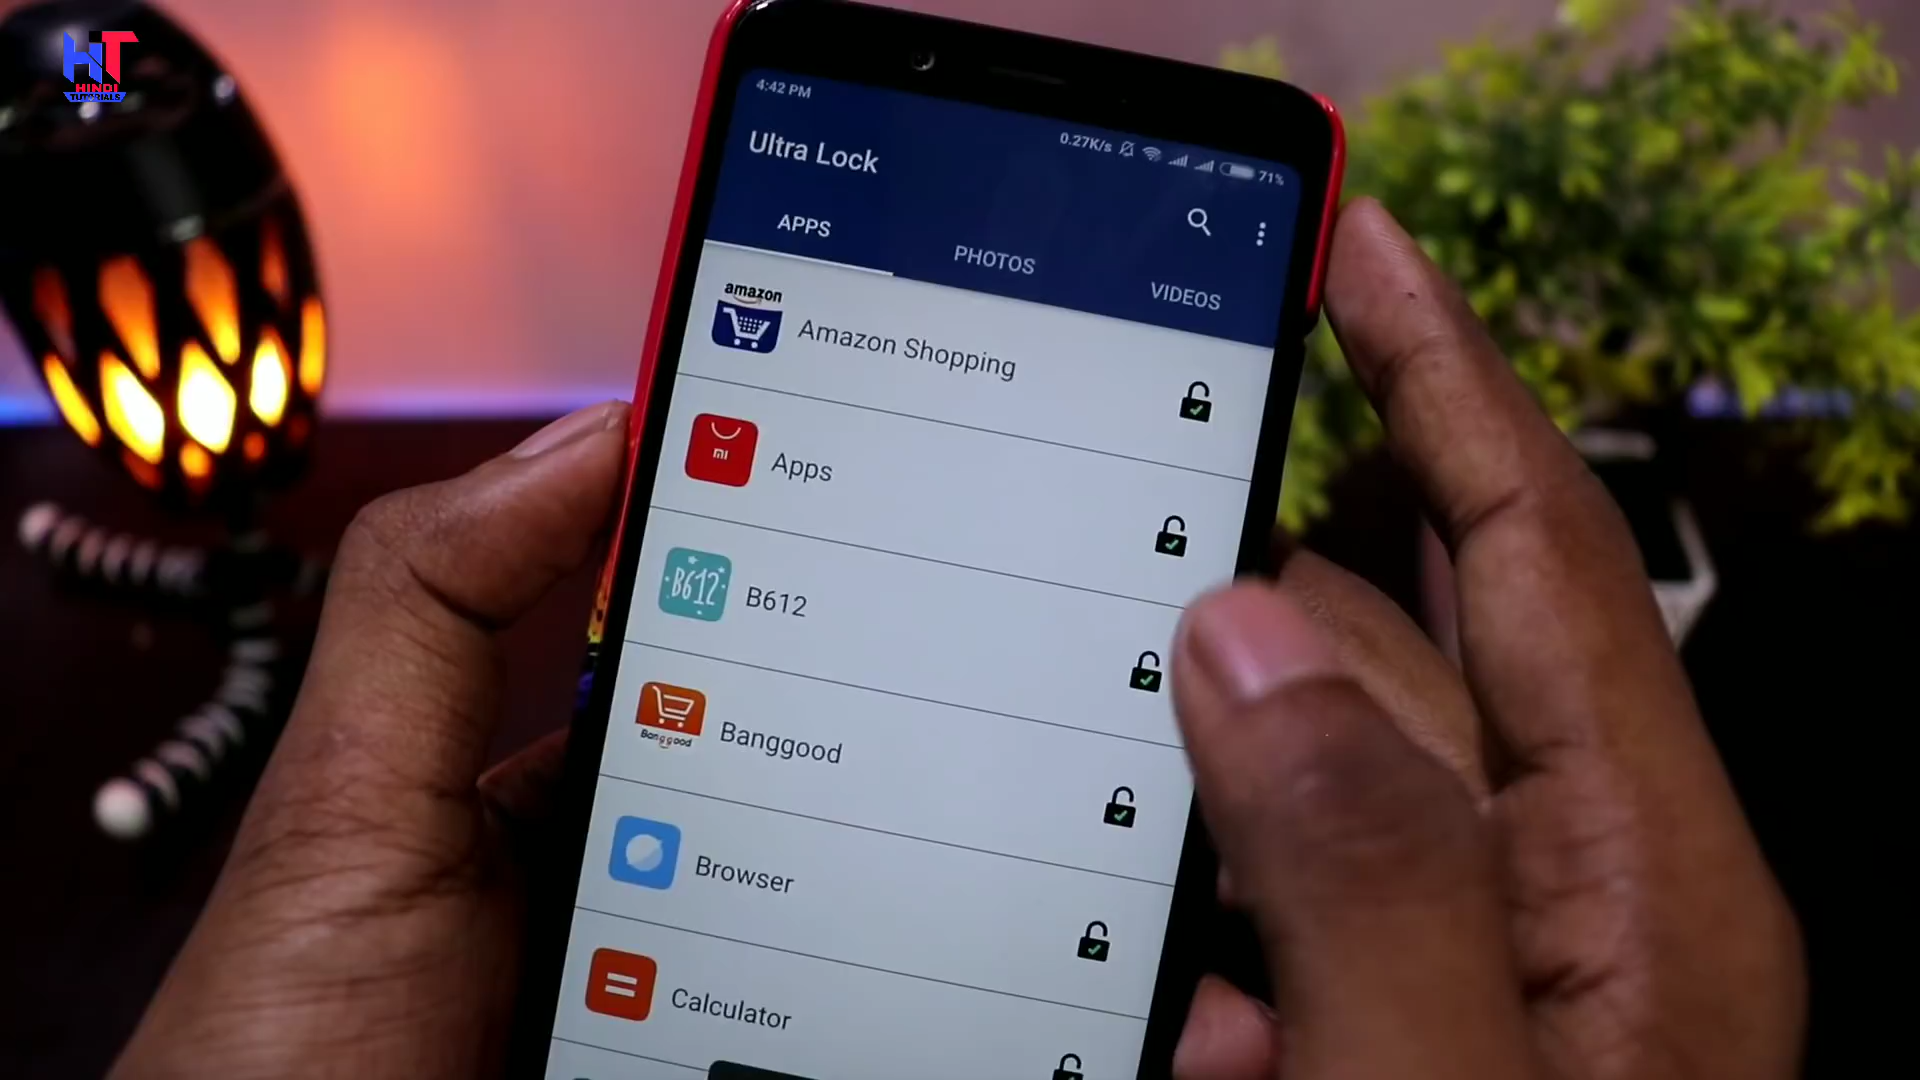 HT
HINDI
TUTORIALS
4:42 PM
0.27K/s
71%
Ultra Lock
APPS
PHOTOS
VIDEOS
amazon
Amazon Shopping
MI
Apps
B612
B612
Banggood
Banggood
Browser
Calculator